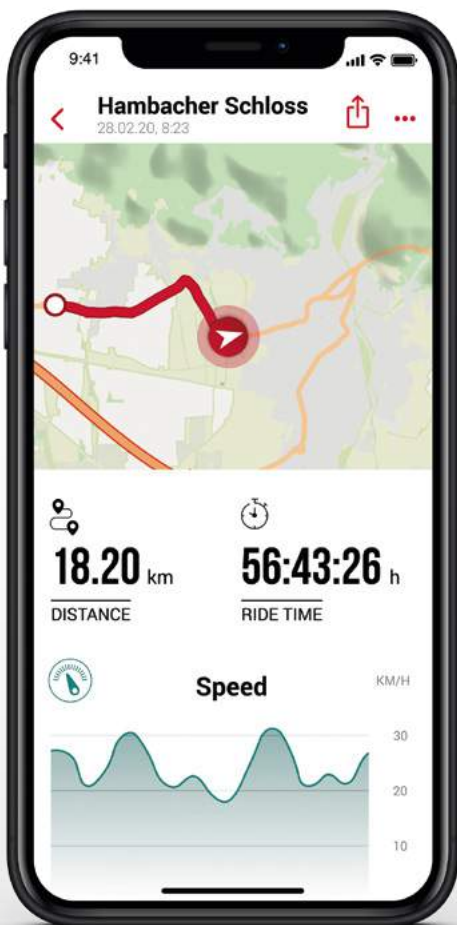 9:41
Hambacher Schloss
28.02.20, 8:23
18.20 km
DISTANCE
56:43:26 h
RIDE TIME
Speed
KM/H
30
20
10